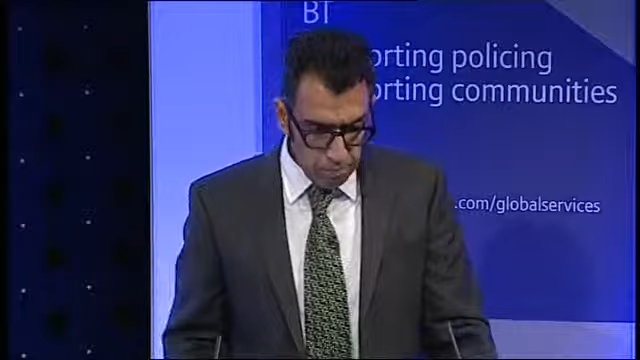 BT
orting policing
orting communities
.com/globalservices